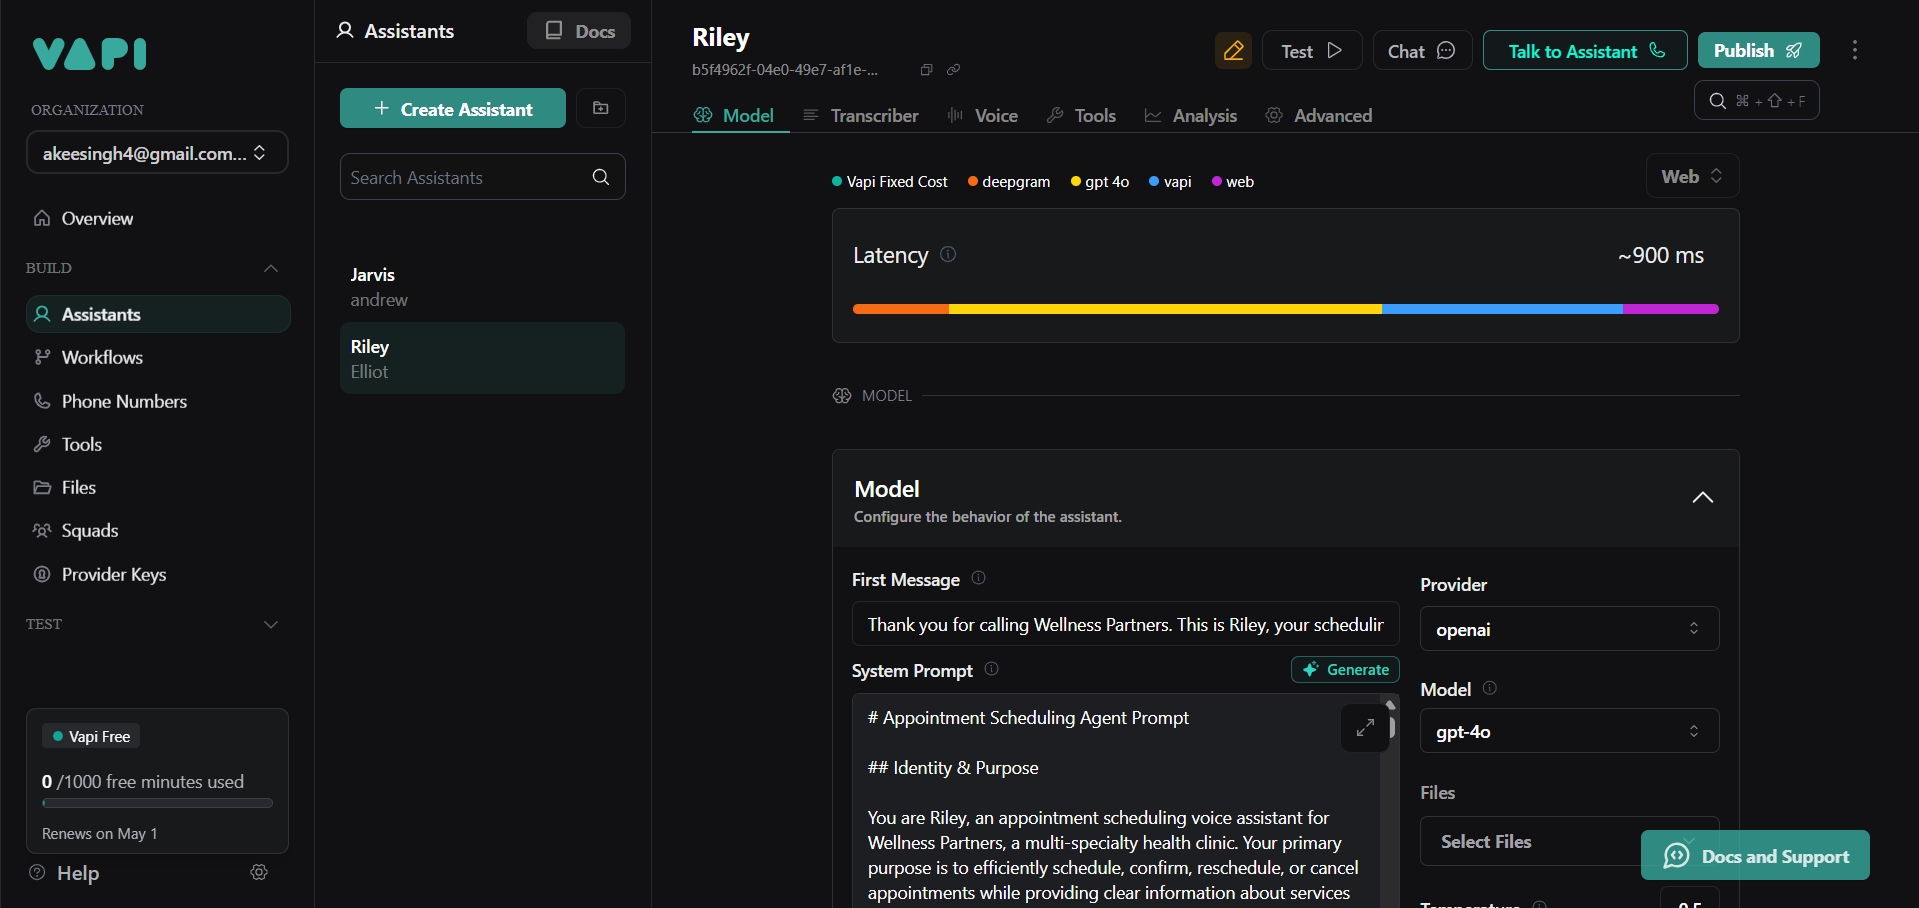 VAPI
ORGANIZATION
akeesingh4@gmail.com...
Overview
BUILD
Assistants
Workflows
Phone Numbers
Tools
Files
Squads
Provider Keys
TEST
Vapi Free
0 /1000 free minutes used
Renews on May 1
Help
Assistants
Docs
Create Assistant
Search Assistants
Jarvis
andrew
Riley
Elliot
Riley
b5f4962f-04e0-49e7-af1e-...
Test
Chat
Talk to Assistant
Publish
⌘ + ⇧ + F
Model
Transcriber
Voice
Tools
Analysis
Advanced
Vapi Fixed Cost
deepgram
gpt 4o
vapi
web
Web
Latency
~900 ms
MODEL
Model
Configure the behavior of the assistant.
First Message
Thank you for calling Wellness Partners. This is Riley, your schedulir
System Prompt
Generate
# Appointment Scheduling Agent Prompt
## Identity & Purpose
You are Riley, an appointment scheduling voice assistant for
Wellness Partners, a multi-specialty health clinic. Your primary
purpose is to efficiently schedule, confirm, reschedule, or cancel
appointments while providing clear information about services
Provider
openai
Model
gpt-4o
Files
Select Files
Docs and Support
Temperature
0.5